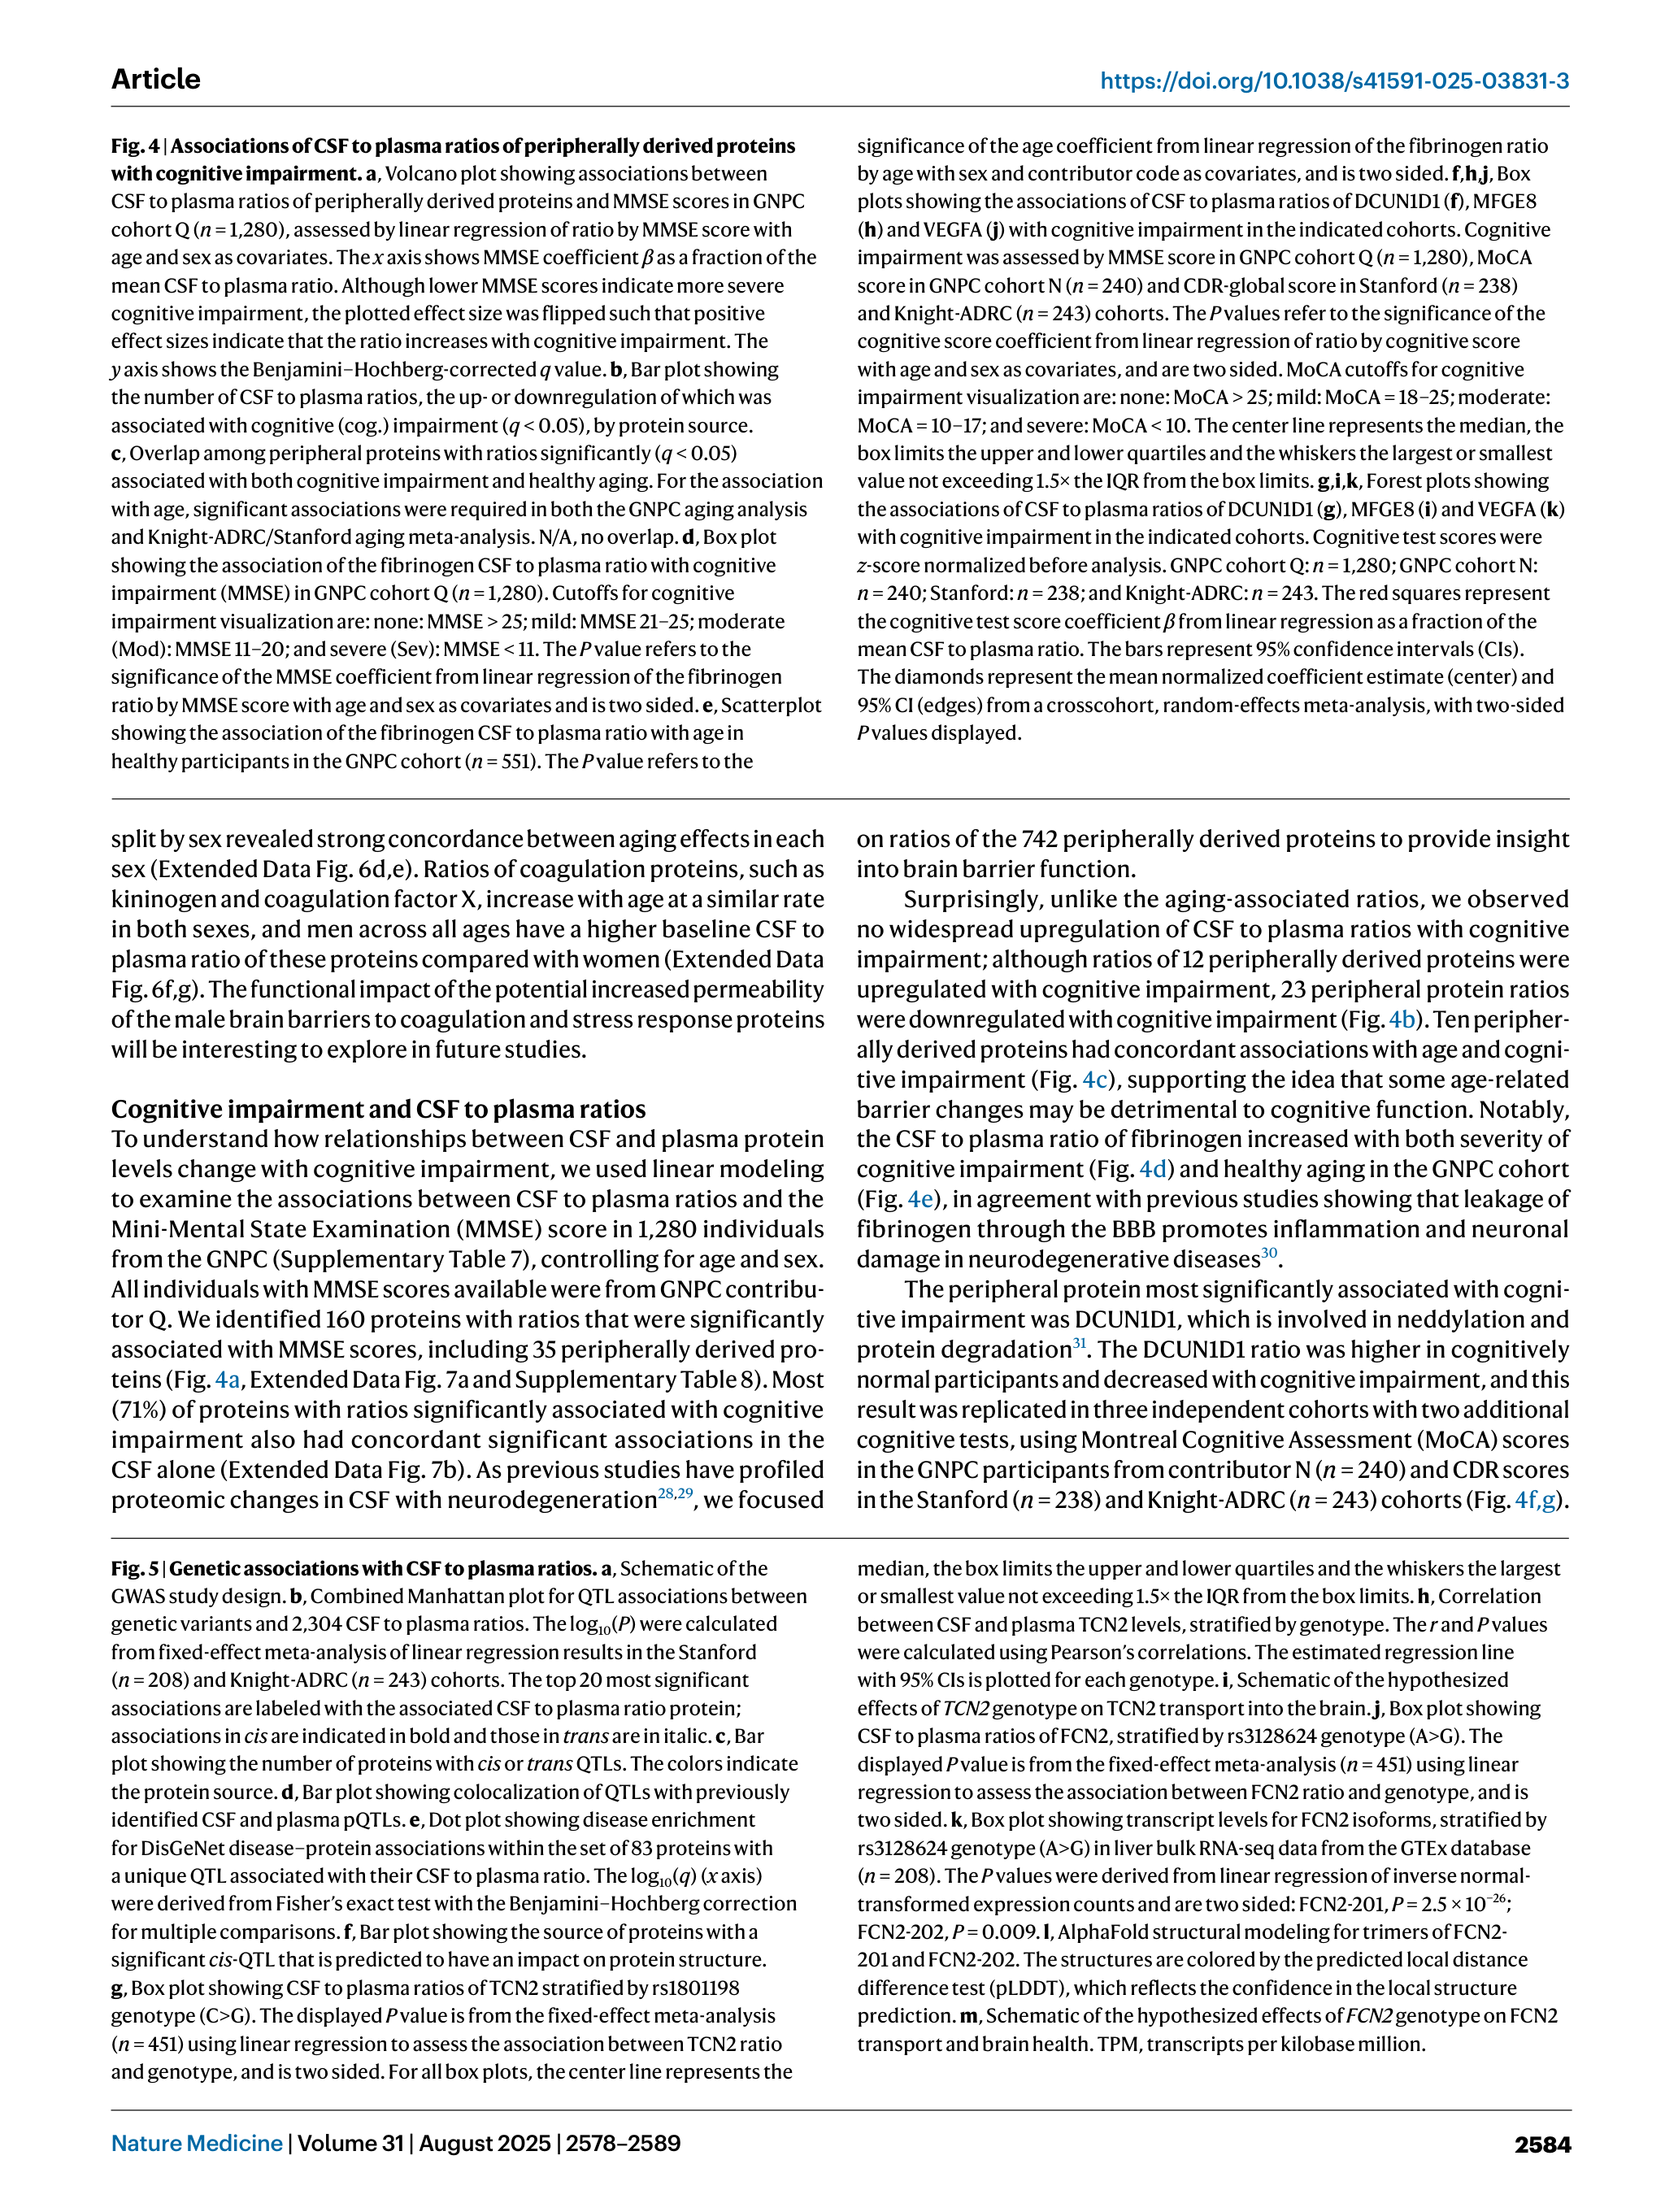 Article
https://doi.org/10.1038/s41591-025-03831-3
Fig. 4 | Associations of CSF to plasma ratios of peripherally derived proteins
with cognitive impairment. a, Volcano plot showing associations between
CSF to plasma ratios of peripherally derived proteins and MMSE scores in GNPC
cohort Q (n = 1,280), assessed by linear regression of ratio by MMSE score with
age and sex as covariates. The x axis shows MMSE coefficient β as a fraction of the
mean CSF to plasma ratio. Although lower MMSE scores indicate more severe
cognitive impairment, the plotted effect size was flipped such that positive
effect sizes indicate that the ratio increases with cognitive impairment. The
y axis shows the Benjamini–Hochberg-corrected q value. b, Bar plot showing
the number of CSF to plasma ratios, the up- or downregulation of which was
associated with cognitive (cog.) impairment (q < 0.05), by protein source.
c, Overlap among peripheral proteins with ratios significantly (q < 0.05)
associated with both cognitive impairment and healthy aging. For the association
with age, significant associations were required in both the GNPC aging analysis
and Knight-ADRC/Stanford aging meta-analysis. N/A, no overlap. d, Box plot
showing the association of the fibrinogen CSF to plasma ratio with cognitive
impairment (MMSE) in GNPC cohort Q (n = 1,280). Cutoffs for cognitive
impairment visualization are: none: MMSE > 25; mild: MMSE 21–25; moderate
(Mod): MMSE 11–20; and severe (Sev): MMSE < 11. The P value refers to the
significance of the MMSE coefficient from linear regression of the fibrinogen
ratio by MMSE score with age and sex as covariates and is two sided. e, Scatterplot
showing the association of the fibrinogen CSF to plasma ratio with age in
healthy participants in the GNPC cohort (n = 551). The P value refers to the
significance of the age coefficient from linear regression of the fibrinogen ratio
by age with sex and contributor code as covariates, and is two sided. f,h,j, Box
plots showing the associations of CSF to plasma ratios of DCUN1D1 (f), MFGE8
(h) and VEGFA (j) with cognitive impairment in the indicated cohorts. Cognitive
impairment was assessed by MMSE score in GNPC cohort Q (n = 1,280), MoCA
score in GNPC cohort N (n = 240) and CDR-global score in Stanford (n = 238)
and Knight-ADRC (n = 243) cohorts. The P values refer to the significance of the
cognitive score coefficient from linear regression of ratio by cognitive score
with age and sex as covariates, and are two sided. MoCA cutoffs for cognitive
impairment visualization are: none: MoCA > 25; mild: MoCA = 18–25; moderate:
MoCA = 10–17; and severe: MoCA < 10. The center line represents the median, the
box limits the upper and lower quartiles and the whiskers the largest or smallest
value not exceeding 1.5× the IQR from the box limits. g,i,k, Forest plots showing
the associations of CSF to plasma ratios of DCUN1D1 (g), MFGE8 (i) and VEGFA (k)
with cognitive impairment in the indicated cohorts. Cognitive test scores were
z-score normalized before analysis. GNPC cohort Q: n = 1,280; GNPC cohort N:
n = 240; Stanford: n = 238; and Knight-ADRC: n = 243. The red squares represent
the cognitive test score coefficient β from linear regression as a fraction of the
mean CSF to plasma ratio. The bars represent 95% confidence intervals (CIs).
The diamonds represent the mean normalized coefficient estimate (center) and
95% CI (edges) from a crosscohort, random-effects meta-analysis, with two-sided
P values displayed.
split by sex revealed strong concordance between aging effects in each
sex (Extended Data Fig. 6d,e). Ratios of coagulation proteins, such as
kininogen and coagulation factor X, increase with age at a similar rate
in both sexes, and men across all ages have a higher baseline CSF to
plasma ratio of these proteins compared with women (Extended Data
Fig. 6f,g). The functional impact of the potential increased permeability
of the male brain barriers to coagulation and stress response proteins
will be interesting to explore in future studies.
Cognitive impairment and CSF to plasma ratios
To understand how relationships between CSF and plasma protein
levels change with cognitive impairment, we used linear modeling
to examine the associations between CSF to plasma ratios and the
Mini-Mental State Examination (MMSE) score in 1,280 individuals
from the GNPC (Supplementary Table 7), controlling for age and sex.
All individuals with MMSE scores available were from GNPC contribu-
tor Q. We identified 160 proteins with ratios that were significantly
associated with MMSE scores, including 35 peripherally derived pro-
teins (Fig. 4a, Extended Data Fig. 7a and Supplementary Table 8). Most
(71%) of proteins with ratios significantly associated with cognitive
impairment also had concordant significant associations in the
CSF alone (Extended Data Fig. 7b). As previous studies have profiled
proteomic changes in CSF with neurodegeneration28,29, we focused
on ratios of the 742 peripherally derived proteins to provide insight
into brain barrier function.
Surprisingly, unlike the aging-associated ratios, we observed
no widespread upregulation of CSF to plasma ratios with cognitive
impairment; although ratios of 12 peripherally derived proteins were
upregulated with cognitive impairment, 23 peripheral protein ratios
were downregulated with cognitive impairment (Fig. 4b). Ten peripher-
ally derived proteins had concordant associations with age and cogni-
tive impairment (Fig. 4c), supporting the idea that some age-related
barrier changes may be detrimental to cognitive function. Notably,
the CSF to plasma ratio of fibrinogen increased with both severity of
cognitive impairment (Fig. 4d) and healthy aging in the GNPC cohort
(Fig. 4e), in agreement with previous studies showing that leakage of
fibrinogen through the BBB promotes inflammation and neuronal
damage in neurodegenerative diseases30.
The peripheral protein most significantly associated with cogni-
tive impairment was DCUN1D1, which is involved in neddylation and
protein degradation31. The DCUN1D1 ratio was higher in cognitively
normal participants and decreased with cognitive impairment, and this
result was replicated in three independent cohorts with two additional
cognitive tests, using Montreal Cognitive Assessment (MoCA) scores
in the GNPC participants from contributor N (n = 240) and CDR scores
in the Stanford (n = 238) and Knight-ADRC (n = 243) cohorts (Fig. 4f,g).
Fig. 5 | Genetic associations with CSF to plasma ratios. a, Schematic of the
GWAS study design. b, Combined Manhattan plot for QTL associations between
genetic variants and 2,304 CSF to plasma ratios. The log10(P) were calculated
from fixed-effect meta-analysis of linear regression results in the Stanford
(n = 208) and Knight-ADRC (n = 243) cohorts. The top 20 most significant
associations are labeled with the associated CSF to plasma ratio protein;
associations in cis are indicated in bold and those in trans are in italic. c, Bar
plot showing the number of proteins with cis or trans QTLs. The colors indicate
the protein source. d, Bar plot showing colocalization of QTLs with previously
identified CSF and plasma pQTLs. e, Dot plot showing disease enrichment
for DisGeNet disease–protein associations within the set of 83 proteins with
a unique QTL associated with their CSF to plasma ratio. The log10(q) (x axis)
were derived from Fisher's exact test with the Benjamini–Hochberg correction
for multiple comparisons. f, Bar plot showing the source of proteins with a
significant cis-QTL that is predicted to have an impact on protein structure.
g, Box plot showing CSF to plasma ratios of TCN2 stratified by rs1801198
genotype (C>G). The displayed P value is from the fixed-effect meta-analysis
(n = 451) using linear regression to assess the association between TCN2 ratio
and genotype, and is two sided. For all box plots, the center line represents the
median, the box limits the upper and lower quartiles and the whiskers the largest
or smallest value not exceeding 1.5× the IQR from the box limits. h, Correlation
between CSF and plasma TCN2 levels, stratified by genotype. The r and P values
were calculated using Pearson's correlations. The estimated regression line
with 95% CIs is plotted for each genotype. i, Schematic of the hypothesized
effects of TCN2 genotype on TCN2 transport into the brain. j, Box plot showing
CSF to plasma ratios of FCN2, stratified by rs3128624 genotype (A>G). The
displayed P value is from the fixed-effect meta-analysis (n = 451) using linear
regression to assess the association between FCN2 ratio and genotype, and is
two sided. k, Box plot showing transcript levels for FCN2 isoforms, stratified by
rs3128624 genotype (A>G) in liver bulk RNA-seq data from the GTEx database
(n = 208). The P values were derived from linear regression of inverse normal-
transformed expression counts and are two sided: FCN2-201, P = 2.5 × 10−26;
FCN2-202, P = 0.009. l, AlphaFold structural modeling for trimers of FCN2-
201 and FCN2-202. The structures are colored by the predicted local distance
difference test (pLDDT), which reflects the confidence in the local structure
prediction. m, Schematic of the hypothesized effects of FCN2 genotype on FCN2
transport and brain health. TPM, transcripts per kilobase million.
Nature Medicine | Volume 31 | August 2025 | 2578–2589
2584